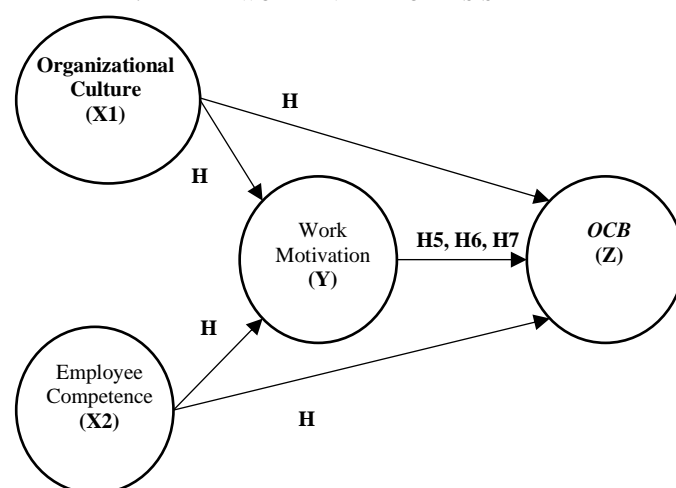 Organizational
Culture
(X1)
H
H
Work
Motivation
(Y)
H5, H6, H7
OCB
(Z)
H
Employee
Competence
(X2)
H